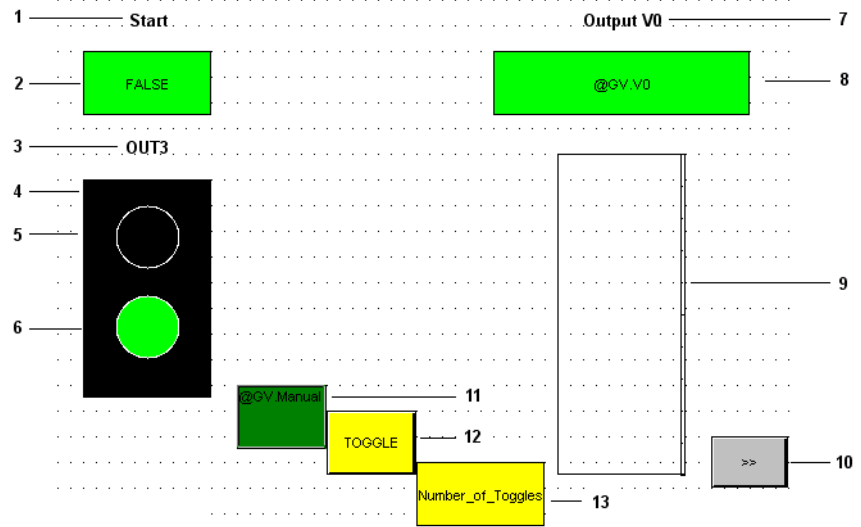 1 Start Output V0 7
2 FALSE @GV.V0 8
3 OUT3
4
5
9
6
@GV.Manual 11
TOGGLE 12
>> 10
Number_of_Toggles 13